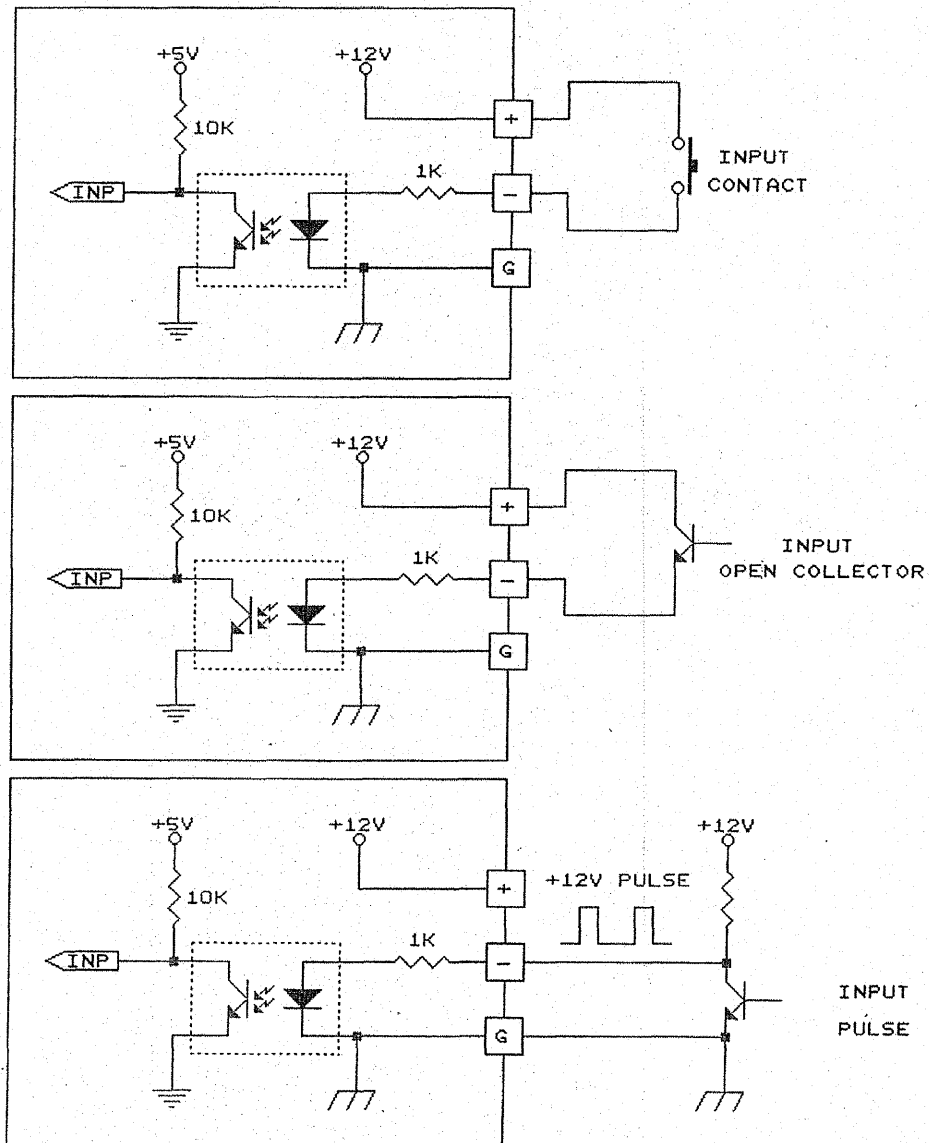 +5V
+12V
10K
+
INP
1K
-
INPUT
CONTACT
G
+5V
+12V
10K
+
INP
1K
-
INPUT
OPEN COLLECTOR
G
+5V
+12V
+12V
10K
+
+12V PULSE
INP
1K
-
INPUT
PULSE
G